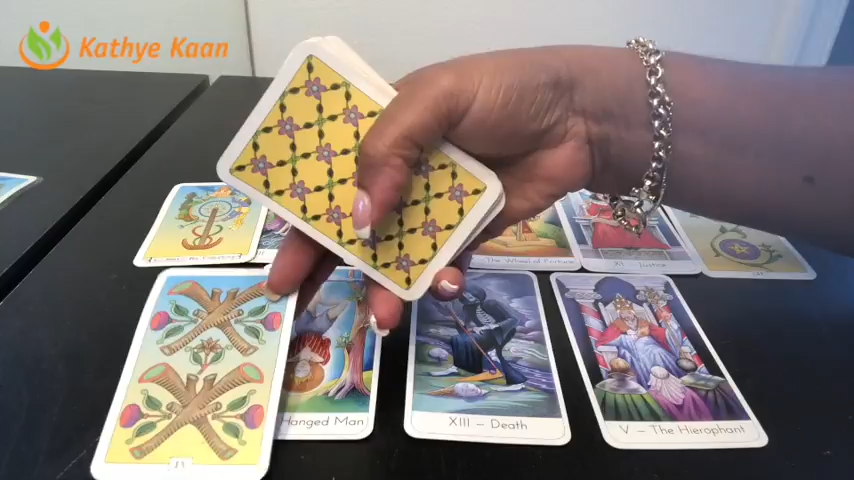 Kathye Kaan
The Wheel of Fortune
XI - Justice
Hanged Man
XIII – Death
V – The Hierophant